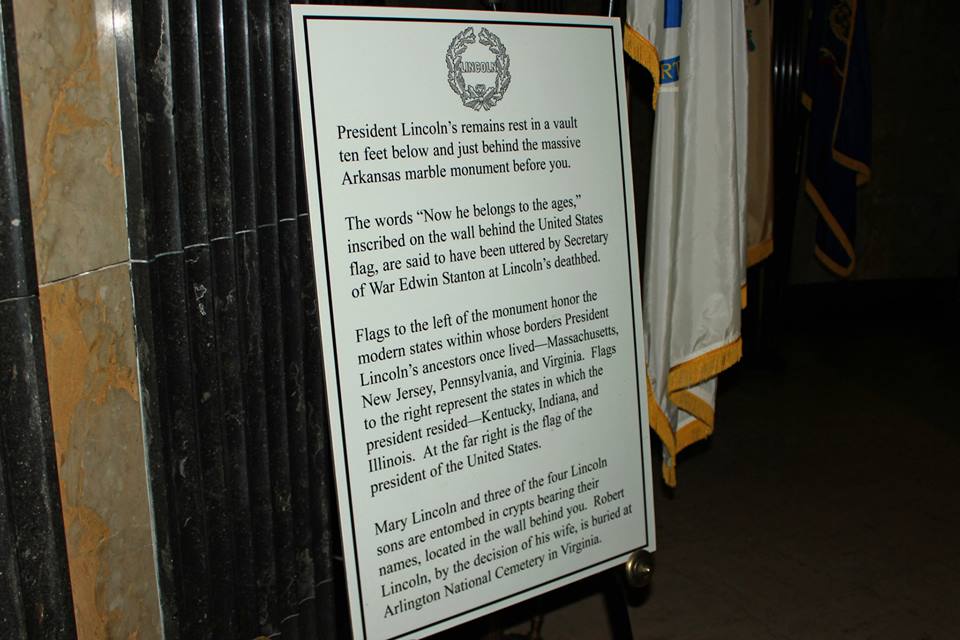 LINCOLN
President Lincoln's remains rest in a vault
ten feet below and just behind the massive
Arkansas marble monument before you.
The words “Now he belongs to the ages,”
inscribed on the wall behind the United States
flag, are said to have been uttered by Secretary
of War Edwin Stanton at Lincoln's deathbed.
Flags to the left of the monument honor the
modern states within whose borders President
Lincoln's ancestors once lived—Massachusetts,
New Jersey, Pennsylvania, and Virginia. Flags
to the right represent the states in which the
president resided—Kentucky, Indiana, and
Illinois. At the far right is the flag of the
president of the United States.
Mary Lincoln and three of the four Lincoln
sons are entombed in crypts bearing their
names, located in the wall behind you. Robert
Lincoln, by the decision of his wife, is buried at
Arlington National Cemetery in Virginia.